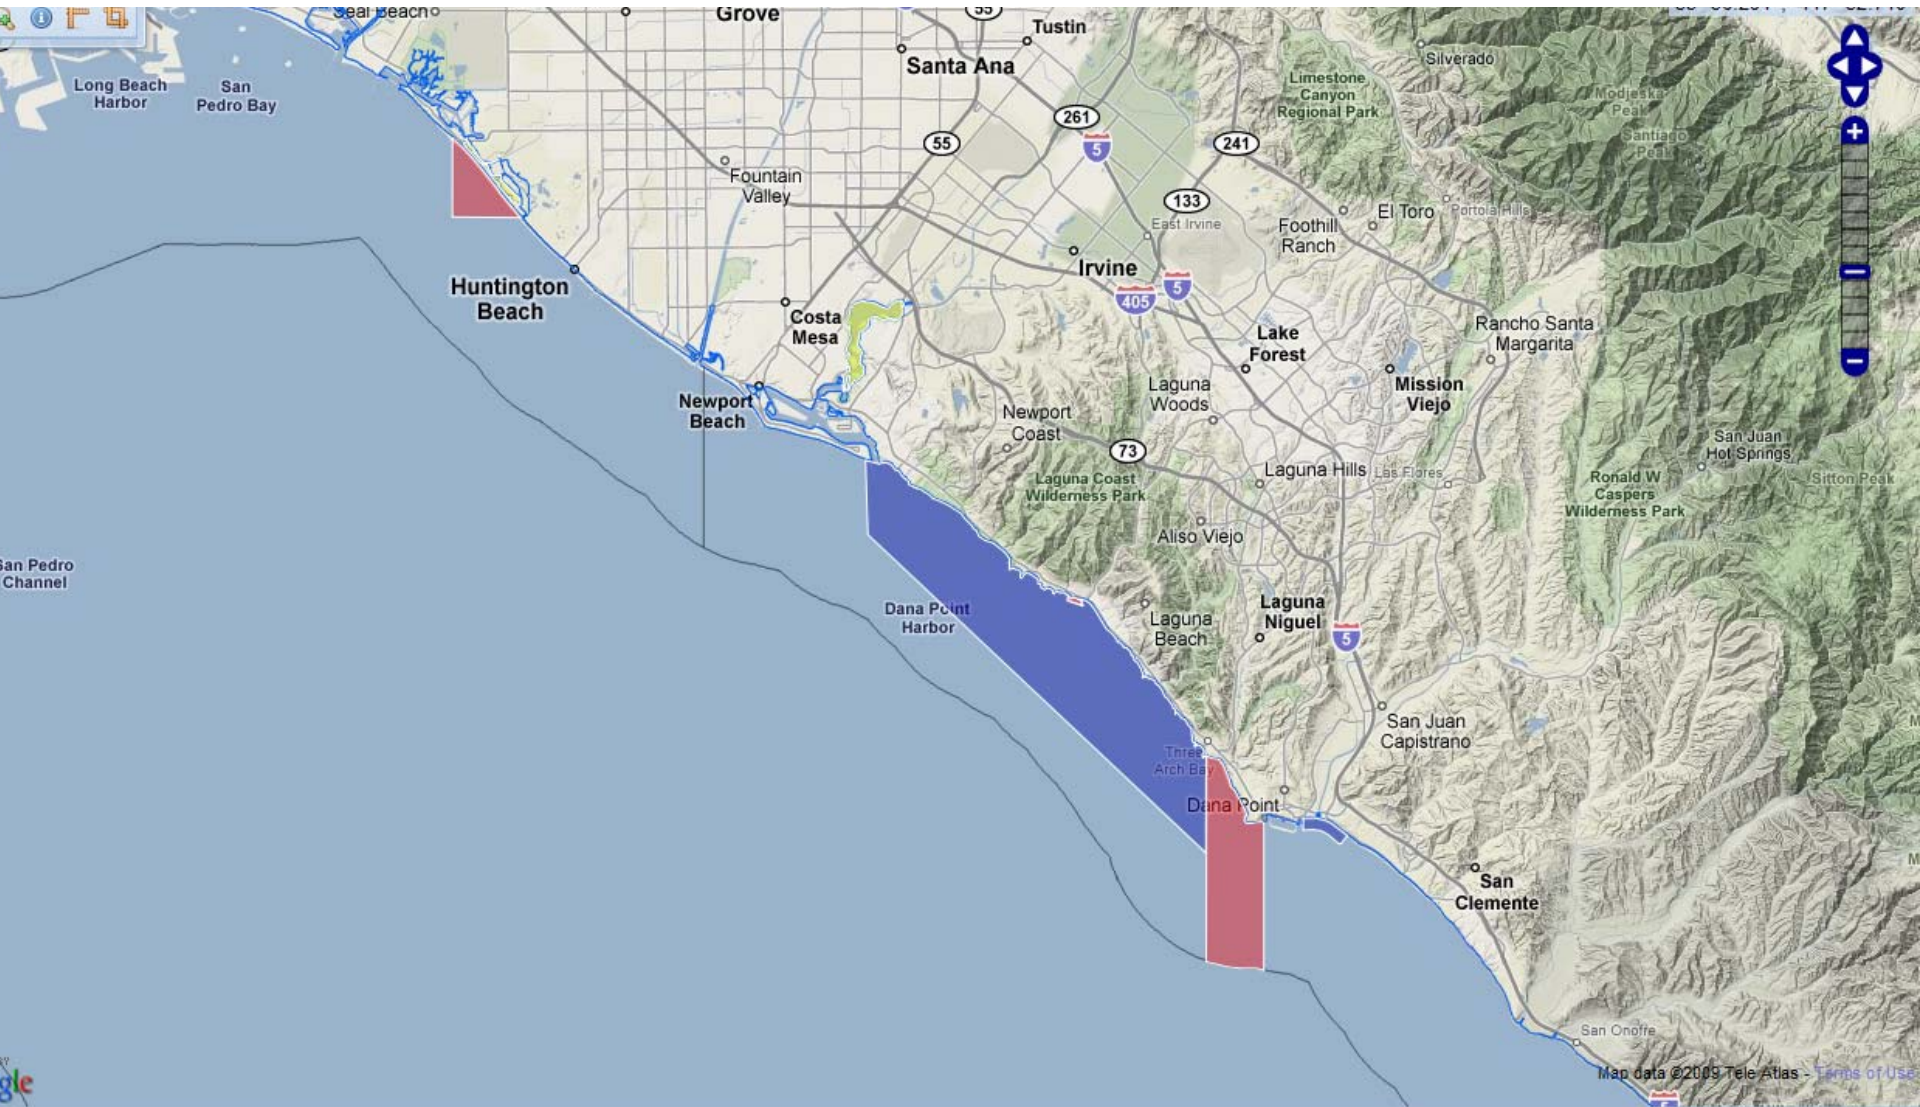 Seal Beach
Grove
55
Tustin
Santa Ana
Silverado
Long Beach
Harbor
San
Pedro Bay
Limestone
Canyon
Regional Park
Modjeska
Peak
Santiago
Peak
261
5
55
241
Fountain
Valley
133
East Irvine
El Toro
Portola Hills
Foothill
Ranch
Irvine
405
5
Huntington
Beach
Costa
Mesa
Lake
Forest
Rancho Santa
Margarita
Newport
Beach
Laguna
Woods
Mission
Viejo
Newport
Coast
73
San Juan
Hot Springs
Laguna Hills
Las Flores
Laguna Coast
Wilderness Park
Ronald W
Caspers
Wilderness Park
Sitton Peak
Aliso Viejo
San Pedro
Channel
Dana Point
Harbor
Laguna
Beach
Laguna
Niguel
5
San Juan
Capistrano
Three
Arch Bay
Dana Point
San
Clemente
San Onofre
Map data ©2009 Tele Atlas - Terms of Use
gle
5